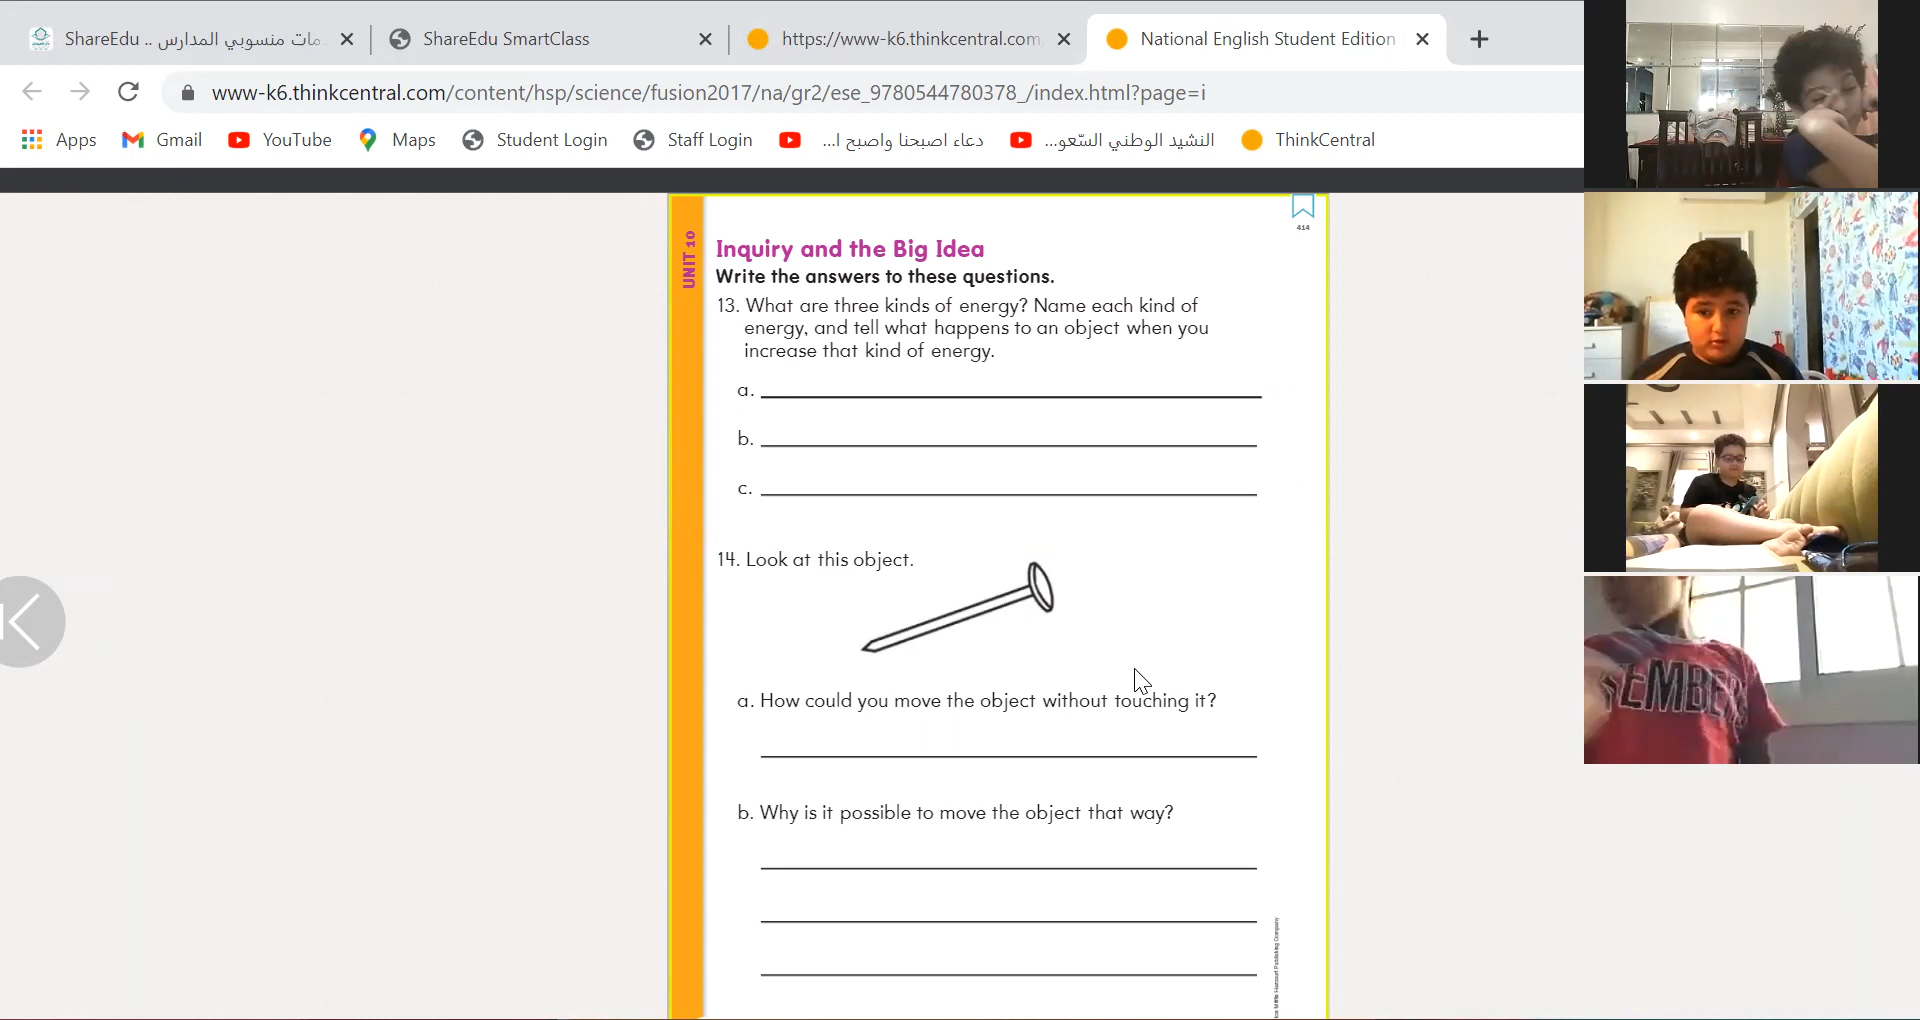 ShareEdu .. مات منسوبي المدارس
ShareEdu SmartClass
https://www-k6.thinkcentral.com
National English Student Edition
www-k6.thinkcentral.com/content/hsp/science/fusion2017/na/gr2/ese_9780544780378_/index.html?page=i
Apps
Gmail
YouTube
Maps
Student Login
Staff Login
دعاء اصبحنا واصبح ا...
النشيد الوطني السّعو...
ThinkCentral
414
UNIT 10
Inquiry and the Big Idea
Write the answers to these questions.
13. What are three kinds of energy? Name each kind of
energy, and tell what happens to an object when you
increase that kind of energy.
a.
b.
c.
14. Look at this object.
a. How could you move the object without touching it?
b. Why is it possible to move the object that way?
Harcourt Publishing Company